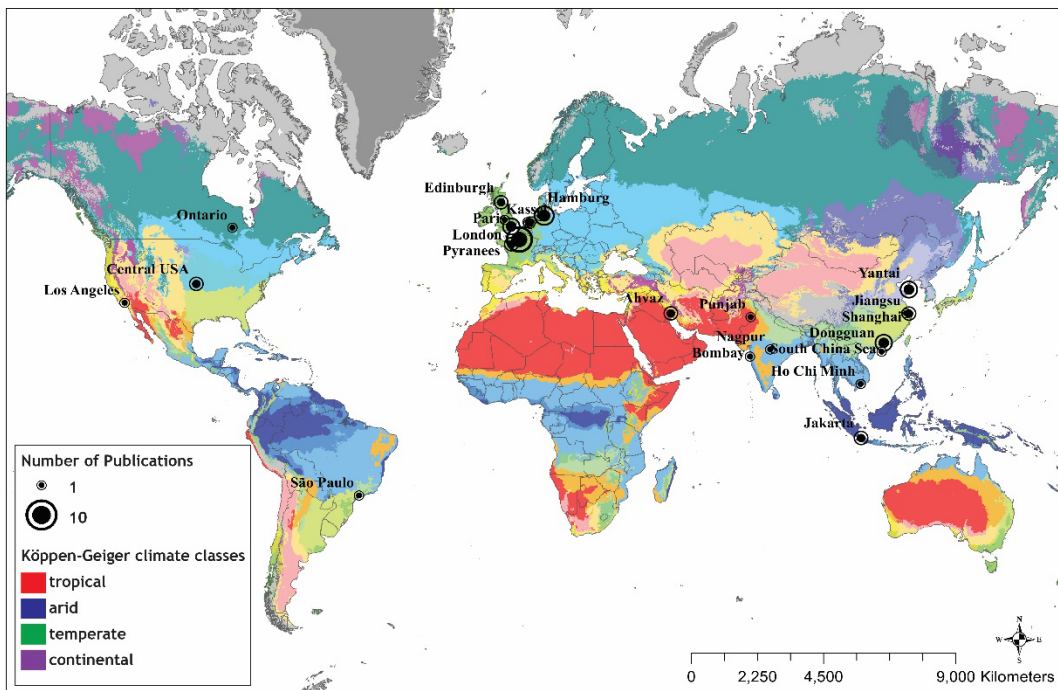 Edinburgh
Hamburg
Kassel
Paris
London
Pyranees
Ontario
Central USA
Los Angeles
Yantai
Ahvaz
Punjab
Jiangsu
Shanghai
Dongguan
Nagpur
South China Sea
Bombay
Ho Chi Minh
Jakarta
São Paulo
Number of Publications
1
10
Köppen-Geiger climate classes
tropical
arid
temperate
continental
N
W E
S
0 2,250 4,500 9,000 Kilometers